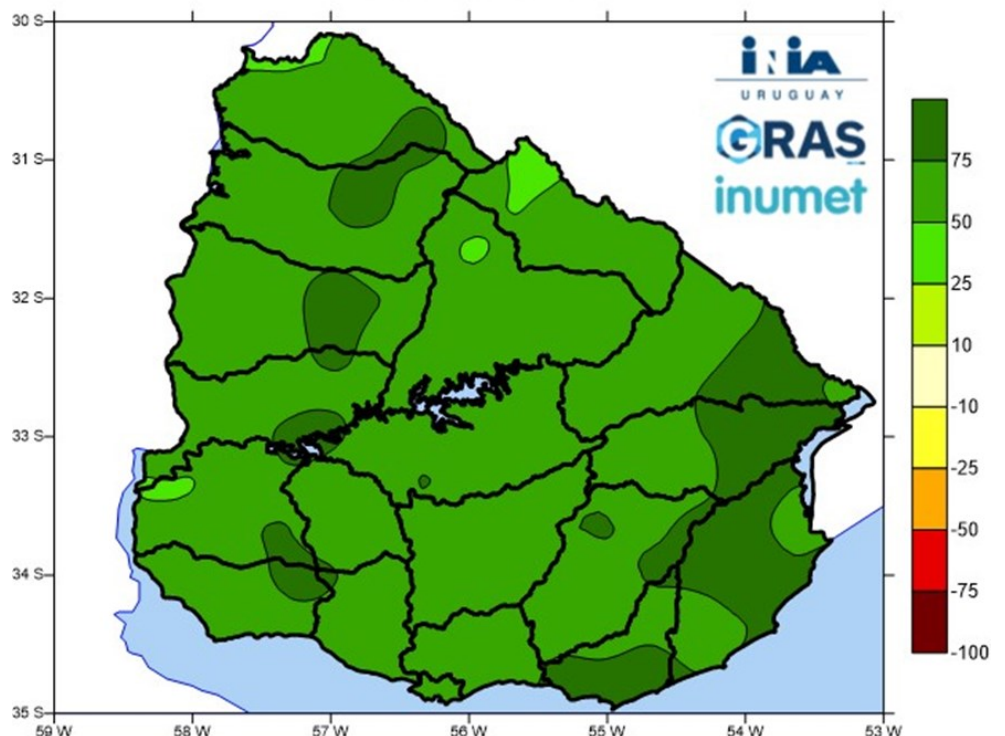 30 S
31 S
32 S
33 S
34 S
35 S
59 W
58 W
57 W
56 W
55 W
54 W
53 W
INIA
URUGUAY
GRAS
inumet
75
50
25
10
-10
-25
-50
-75
-100